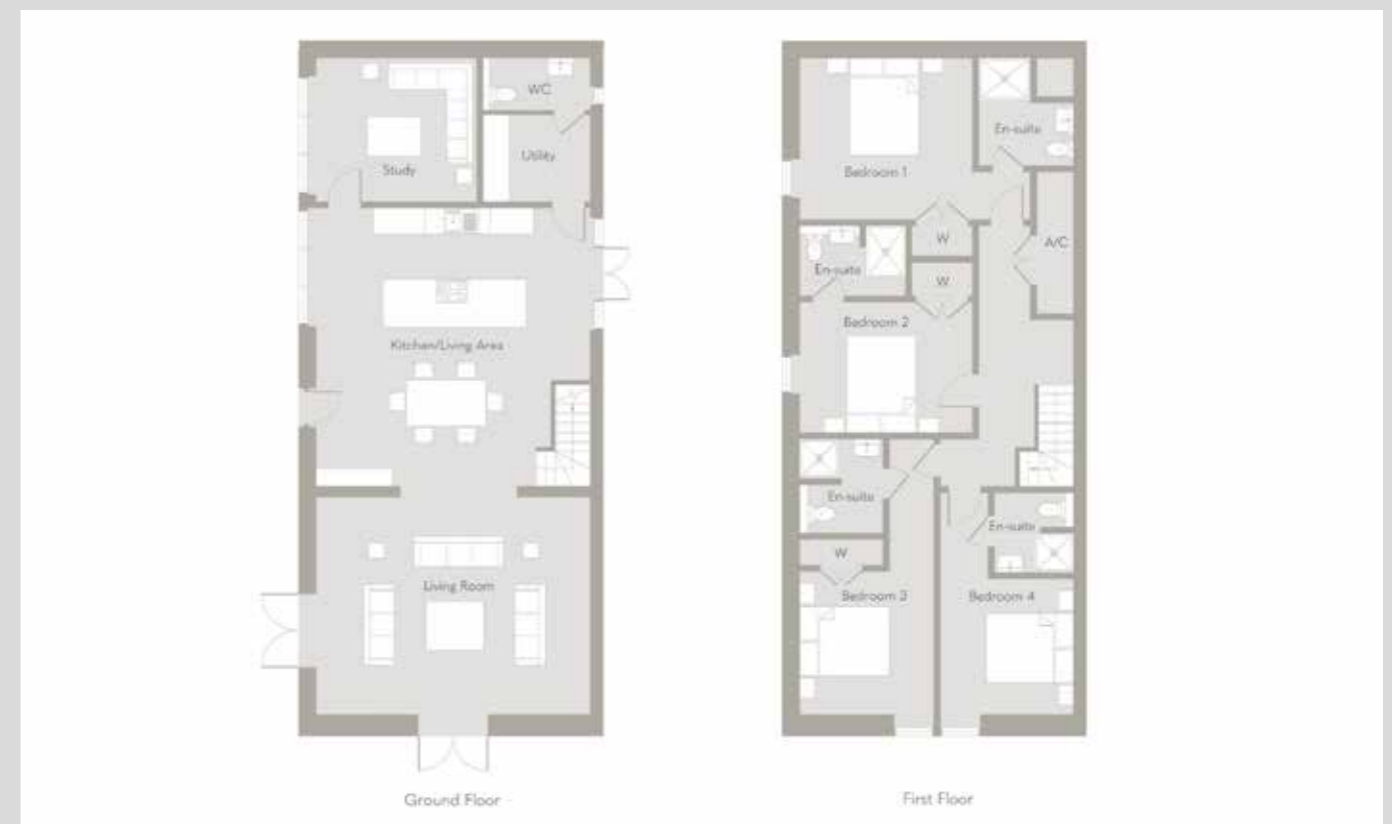 WC
Utility
Study
Kitchen/Living Area
Living Room
Ground Floor
En-suite
Bedroom 1
W
A/C
En-suite
W
Bedroom 2
En-suite
En-suite
W
Bedroom 3
Bedroom 4
First Floor